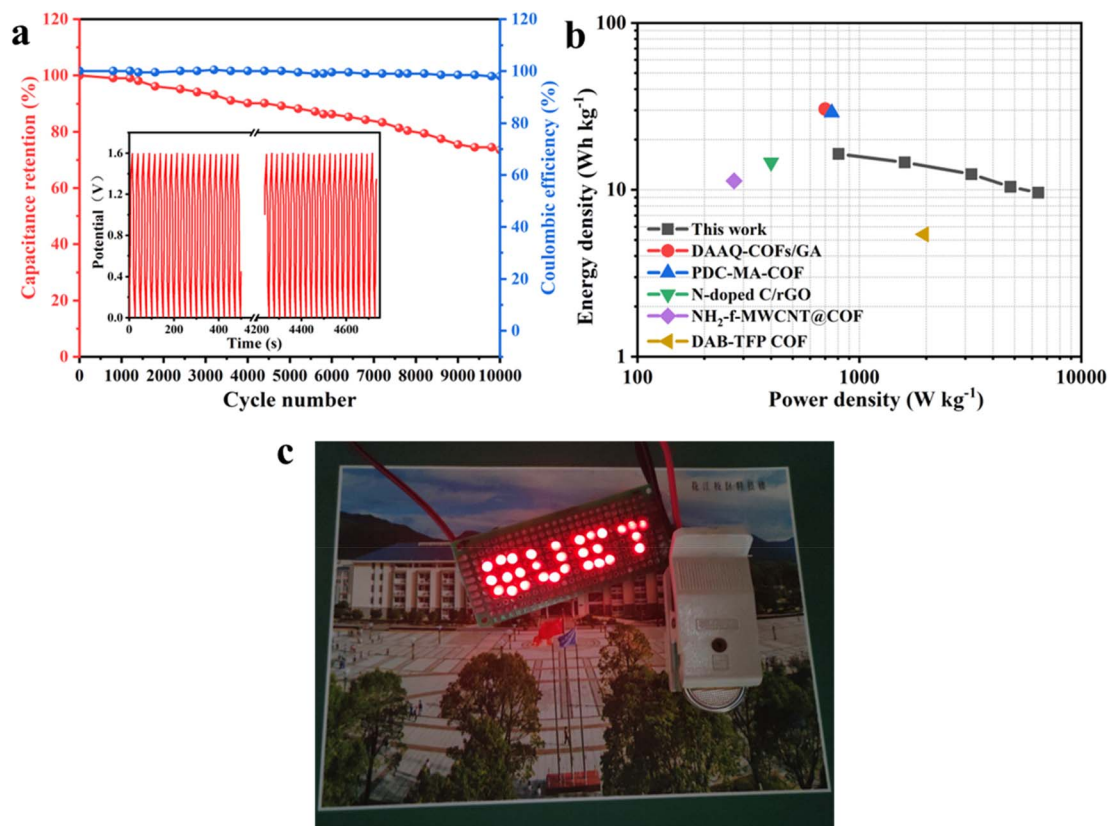 a
120
100
80
60
40
20
0
Capacitance retention (%)
120
100
80
60
40
20
0
Coulombic efficiency (%)
0 1000 2000 3000 4000 5000 6000 7000 8000 9000 10000
Cycle number
1.6
1.2
0.8
0.4
0.0
Potential (V)
0 200 400 4200 4600
Time (s)
b
100
10
1
Energy density (Wh kg⁻¹)
This work
DAAQ-COFs/GA
PDC-MA-COF
N-doped C/rGO
NH₂-f-MWCNT@COF
DAB-TFP COF
100 1000 10000
Power density (W kg⁻¹)
c
GUET